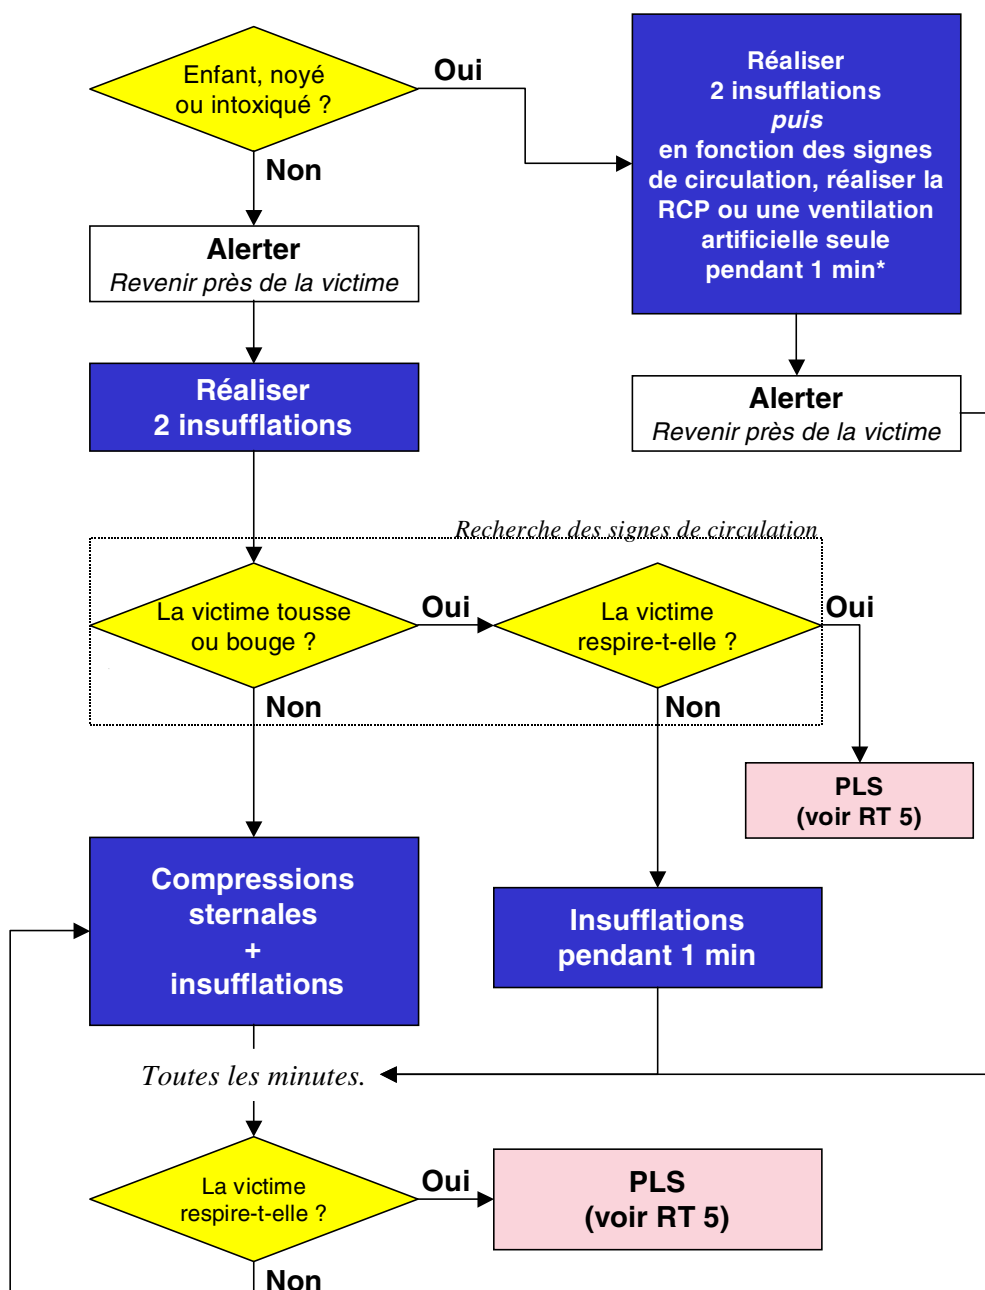 Enfant, noyé
ou intoxiqué ?
Oui
Non
Réaliser
2 insufflations
puis
en fonction des signes
de circulation, réaliser la
RCP ou une ventilation
artificielle seule
pendant 1 min*
Alerter
Revenir près de la victime
Réaliser
2 insufflations
Alerter
Revenir près de la victime
Recherche des signes de circulation
La victime tousse
ou bouge ?
Oui
La victime
respire-t-elle ?
Oui
Non
Non
PLS
(voir RT 5)
Compressions
sternales
+
insufflations
Insufflations
pendant 1 min
Toutes les minutes.
La victime
respire-t-elle ?
Oui
PLS
(voir RT 5)
Non